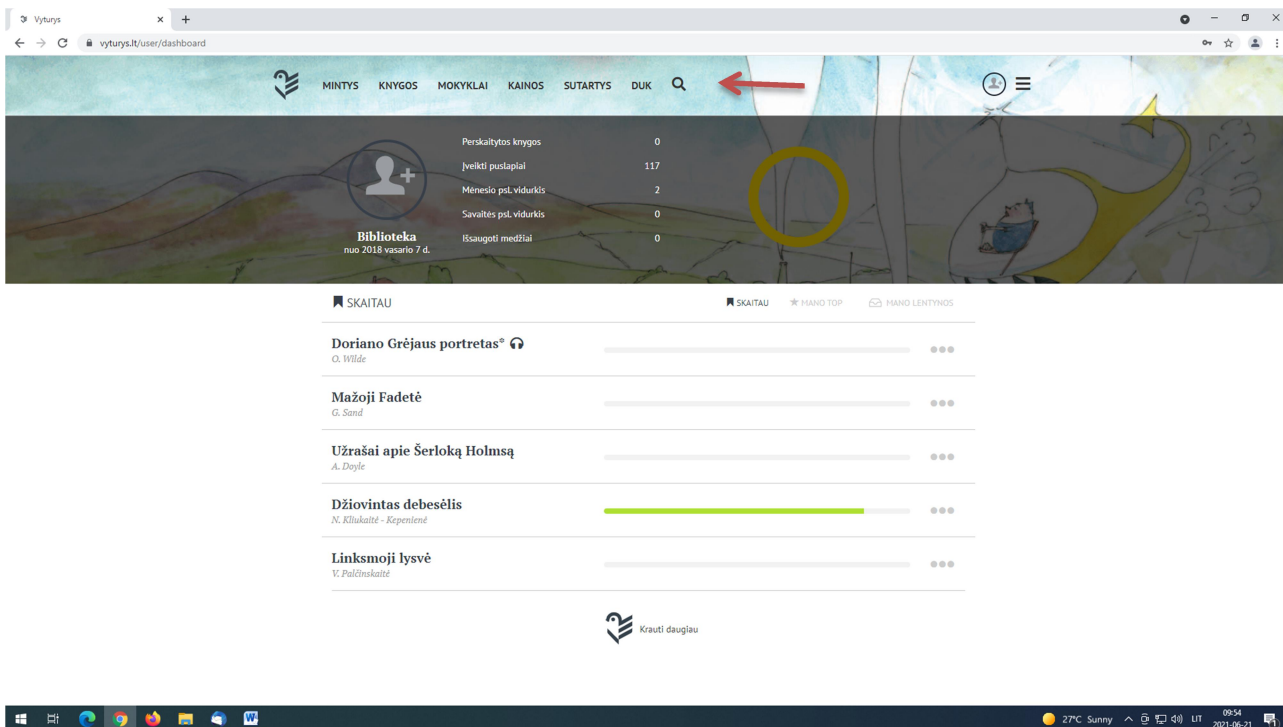 Vyturys
vyturys.lt/user/dashboard
MINTYS KNYGOS MOKYKLAI KAINOS SUTARTYS DUK
Perskaitytos knygos 0
Įveikti puslapiai 117
Mėnesio psl. vidurkis 2
Savaitės psl. vidurkis 0
Išsaugoti medžiai 0
Biblioteka
nuo 2018 vasario 7 d.
SKAITAU
SKAITAU MANO TOP MANO LENTYNOS
Doriano Grėjaus portretas*
O. Wilde
Mažoji Fadetė
G. Sand
Užrašai apie Šerloką Holmsą
A. Doyle
Džiovintas debesėlis
N. Kliukaitė - Kepenienė
Linksmoji lysvė
V. Palčinskaitė
Krauti daugiau
27°C Sunny
LIT
09:54
2021-06-21